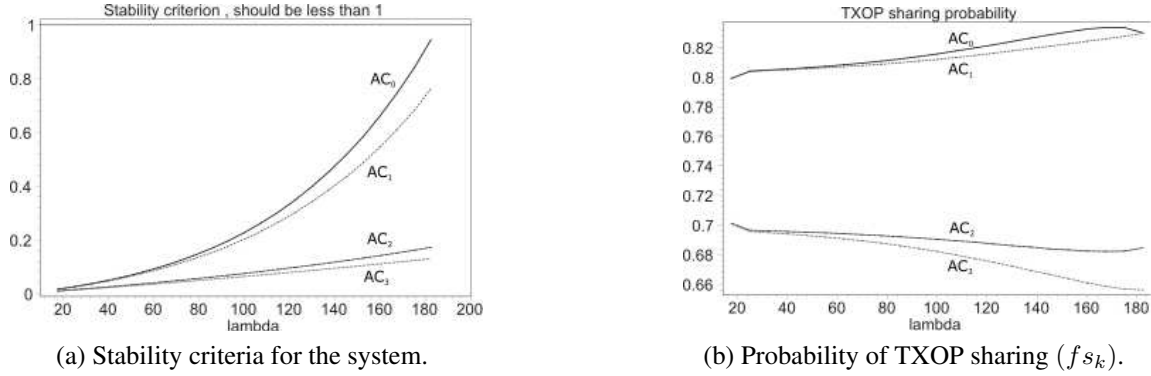 Stability criterion , should be less than 1
1
0.8
0.6
0.4
0.2
0
AC₀
AC₁
AC₂
AC₃
20 40 60 80 100 120 140 160 180 200
lambda
(a) Stability criteria for the system.
TXOP sharing probability
0.82
0.8
0.78
0.76
0.74
0.72
0.7
0.68
0.66
AC₀
AC₁
20 40 60 80 100 120 140 160 180
lambda
(b) Probability of TXOP sharing (fsₖ).